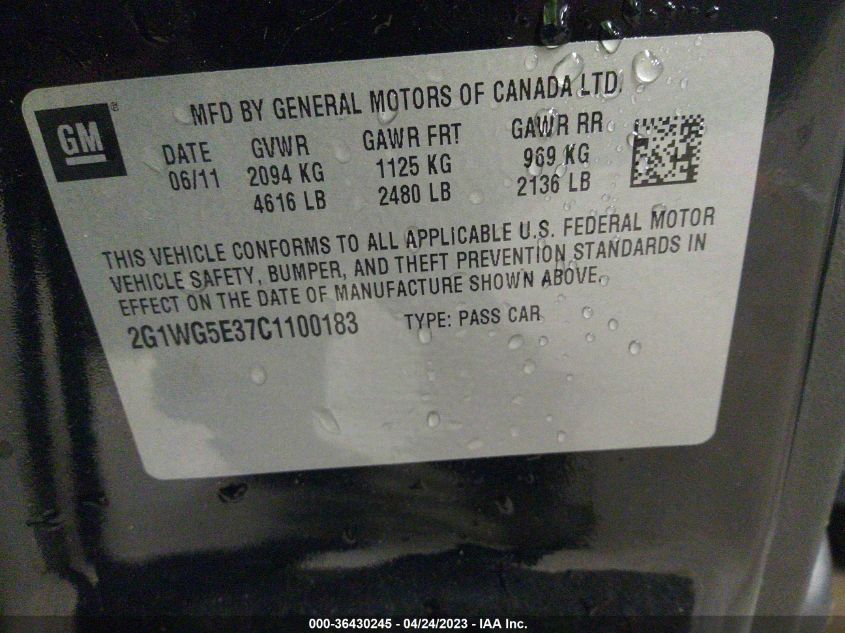 MFD BY GENERAL MOTORS OF CANADA LTD.
GM ®
DATE GVWR GAWR FRT GAWR RR
06/11 2094 KG 1125 KG 969 KG
4616 LB 2480 LB 2136 LB
THIS VEHICLE CONFORMS TO ALL APPLICABLE U.S. FEDERAL MOTOR
VEHICLE SAFETY, BUMPER, AND THEFT PREVENTION STANDARDS IN
EFFECT ON THE DATE OF MANUFACTURE SHOWN ABOVE.
2G1WG5E37C1100183 TYPE: PASS CAR
000-36430245 - 04/24/2023 - IAA Inc.